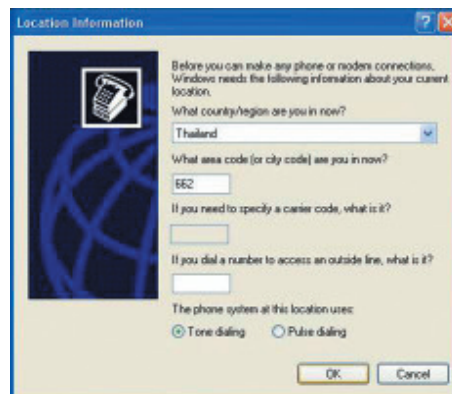 Location Information
Before you can make any phone or modem connections,
Windows needs the following information about your current
location.
What country/region are you in now?
Thailand
What area code (or city code) are you in now?
662
If you need to specify a carrier code, what is it?
If you dial a number to access an outside line, what is it?
The phone system at this location uses:
Tone dialing
Pulse dialing
OK
Cancel